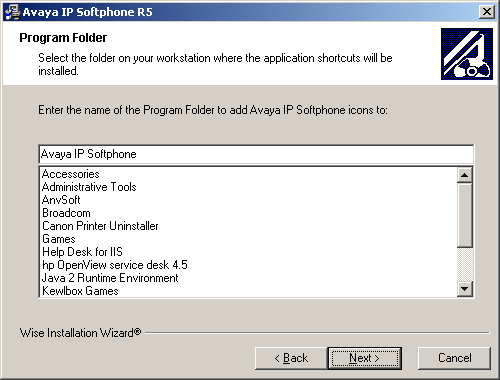 Avaya IP Softphone R5
Program Folder
Select the folder on your workstation where the application shortcuts will be
installed.
Enter the name of the Program Folder to add Avaya IP Softphone icons to:
Avaya IP Softphone
Accessories
Administrative Tools
AnvSoft
Broadcom
Canon Printer Uninstaller
Games
Help Desk for IIS
hp OpenView service desk 4.5
Java 2 Runtime Environment
Kewlbox Games
Wise Installation Wizard®
< Back
Next >
Cancel